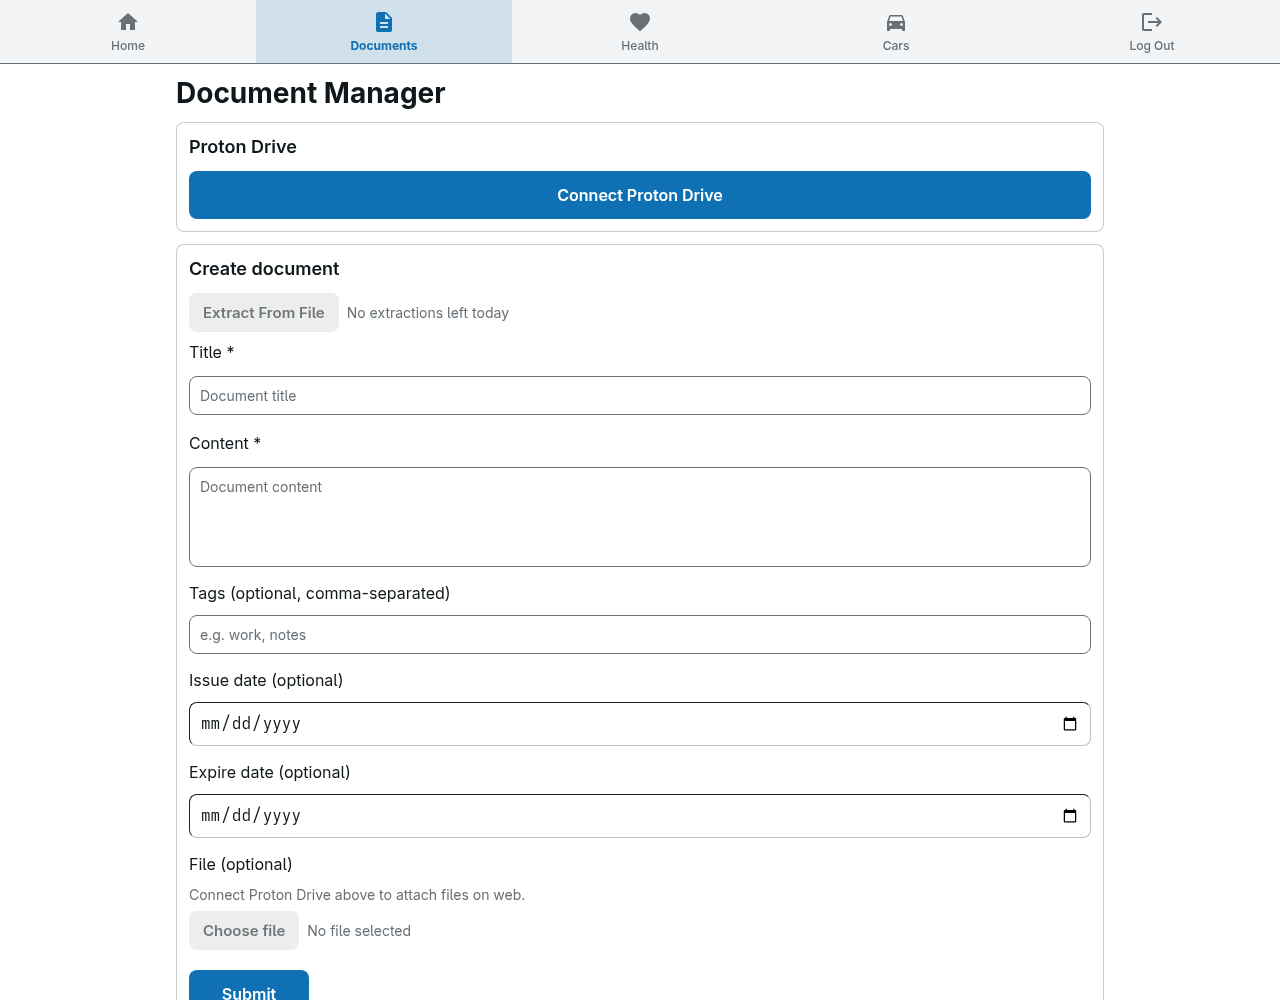 Home
Documents
Health
Cars
Log Out
Document Manager
Proton Drive
Connect Proton Drive
Create document
Extract From File No extractions left today
Title *
Document title
Content *
Document content
Tags (optional, comma-separated)
e.g. work, notes
Issue date (optional)
mm/dd/yyyy
Expire date (optional)
mm/dd/yyyy
File (optional)
Connect Proton Drive above to attach files on web.
Choose file No file selected
Submit